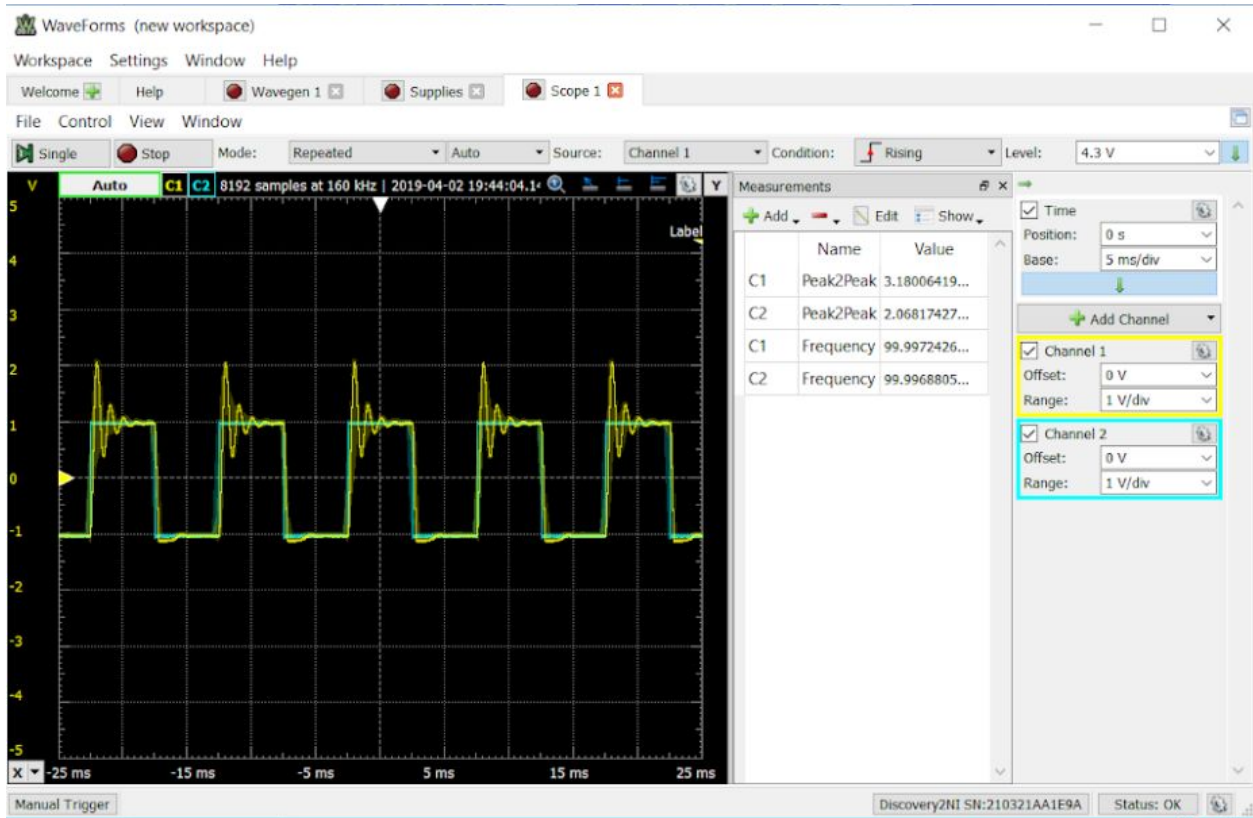 WaveForms (new workspace)
Workspace Settings Window Help
Welcome Help Wavegen 1 Supplies Scope 1
File Control View Window
Single Stop Mode: Repeated Auto Source: Channel 1 Condition: Rising Level: 4.3 V
V Auto C1 C2 8192 samples at 160 kHz | 2019-04-02 19:44:04.1 Y
Label
5
4
3
2
1
0
-1
-2
-3
-4
-5
X -25 ms -15 ms -5 ms 5 ms 15 ms 25 ms
Measurements
Add Edit Show
Name Value
C1 Peak2Peak 3.18006419...
C2 Peak2Peak 2.06817427...
C1 Frequency 99.9972426...
C2 Frequency 99.9968805...
Time
Position: 0 s
Base: 5 ms/div
Add Channel
Channel 1
Offset: 0 V
Range: 1 V/div
Channel 2
Offset: 0 V
Range: 1 V/div
Manual Trigger Discovery2NI SN:210321AA1E9A Status: OK